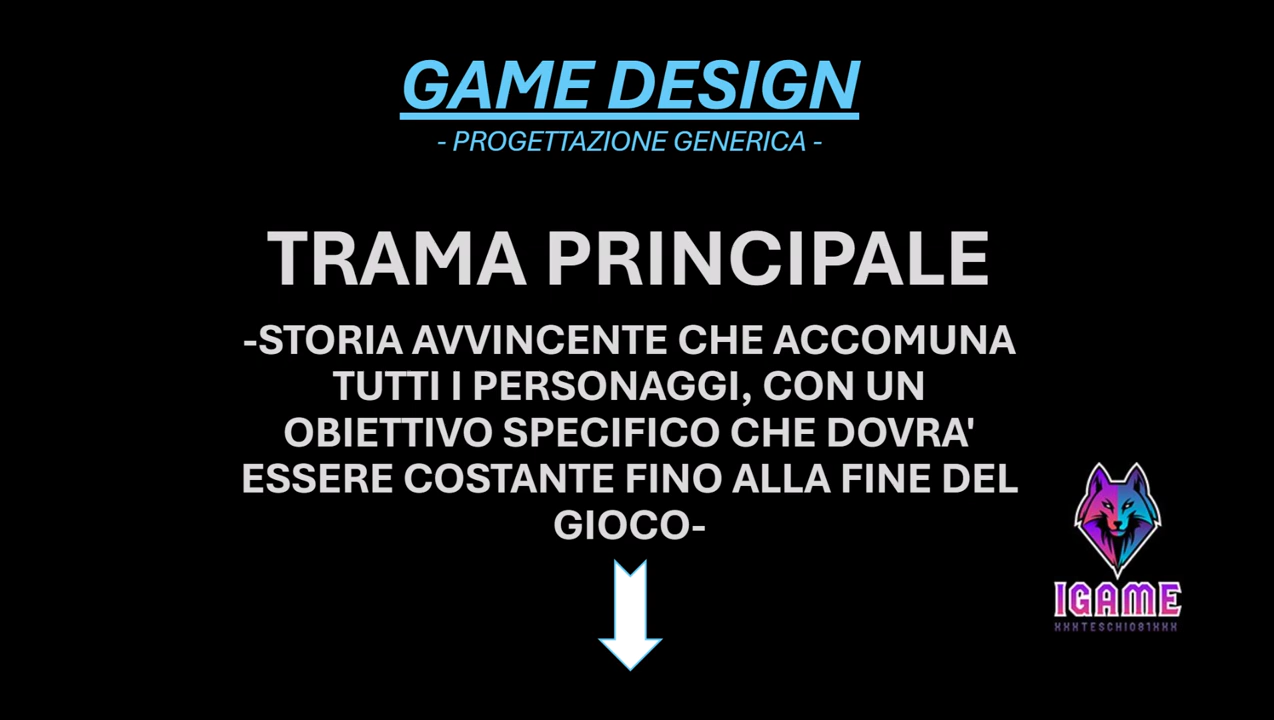 GAME DESIGN
- PROGETTAZIONE GENERICA -
TRAMA PRINCIPALE
-STORIA AVVINCENTE CHE ACCOMUNA
TUTTI I PERSONAGGI, CON UN
OBIETTIVO SPECIFICO CHE DOVRA'
ESSERE COSTANTE FINO ALLA FINE DEL
GIOCO-
IGAME
XXXTESCHIO81XXX